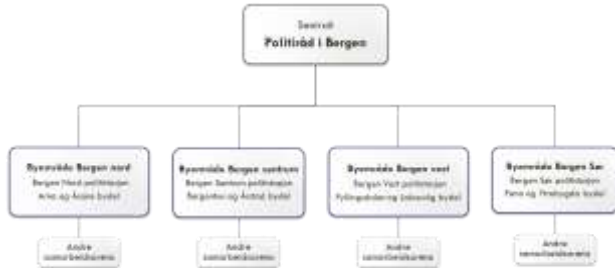 Sentralt
Politiråd i Bergen
Byområde Bergen nord
Bergen Nord politistasjon
Arna og Åsane bydel
Byområde Bergen sentrum
Bergen Sentrum politistasjon
Bergenhus og Årstad bydel
Byområde Bergen vest
Bergen Vest politistasjon
Fyllingsdalen og Laksevåg bydel
Byområde Bergen Sør
Bergen Sør politistasjon
Fana og Ytrebygda bydel
Andre
samarbeidsarena
Andre
samarbeidsarena
Andre
samarbeidsarena
Andre
samarbeidsarena